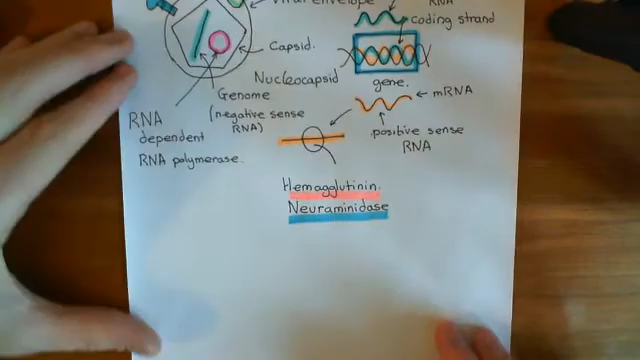 Viral envelope
RNA
coding strand
Capsid.
Nucleocapsid
gene.
Genome
(negative sense
RNA)
mRNA
RNA
dependent
RNA polymerase.
positive sense
RNA
Hemagglutinin.
Neuraminidase